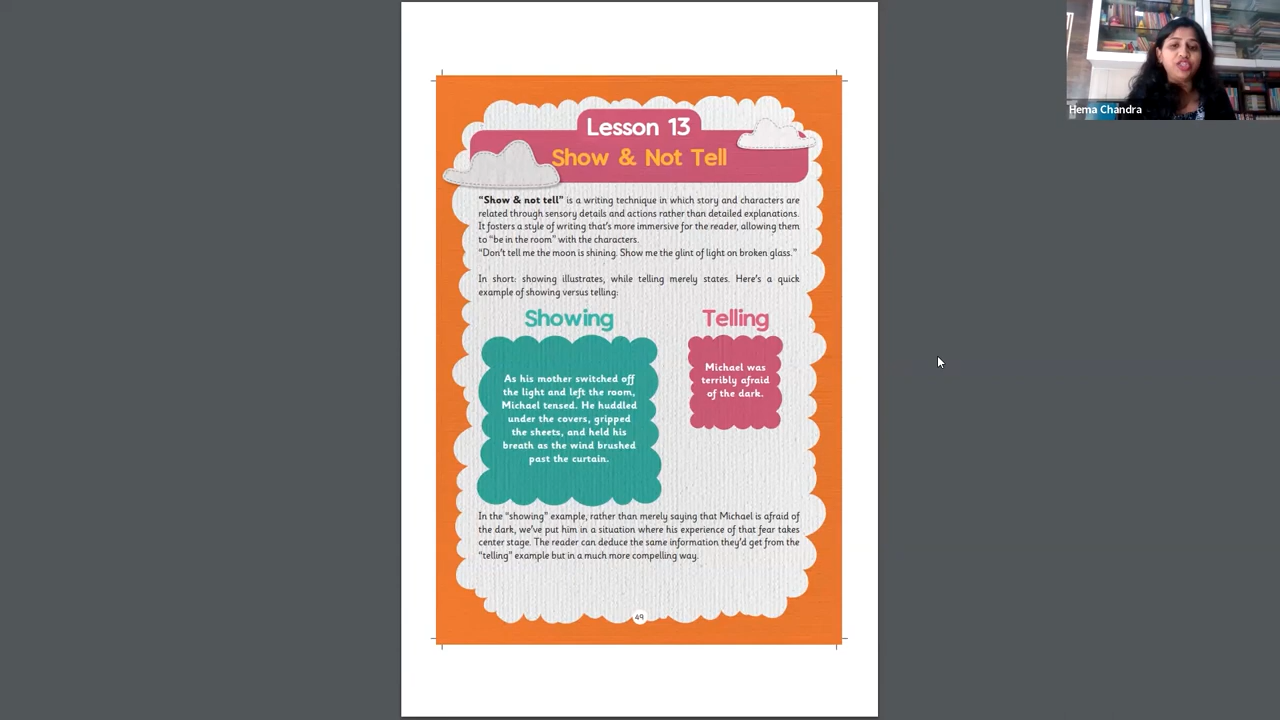 Hema Chandra
Lesson 13
Show & Not Tell
“Show & not tell” is a writing technique in which story and characters are
related through sensory details and actions rather than detailed explanations.
It fosters a style of writing that's more immersive for the reader, allowing them
to “be in the room” with the characters.
“Don't tell me the moon is shining. Show me the glint of light on broken glass.”
In short: showing illustrates, while telling merely states. Here's a quick
example of showing versus telling:
Showing
As his mother switched off
the light and left the room,
Michael tensed. He huddled
under the covers, gripped
the sheets, and held his
breath as the wind brushed
past the curtain.
Telling
Michael was
terribly afraid
of the dark.
In the “showing” example, rather than merely saying that Michael is afraid of
the dark, we've put him in a situation where his experience of that fear takes
center stage. The reader can deduce the same information they'd get from the
“telling” example but in a much more compelling way.
49